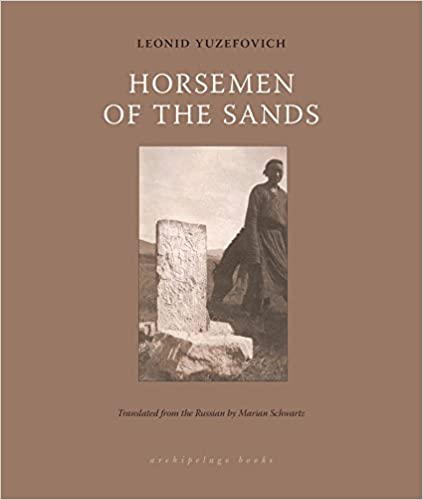 LEONID YUZEFOVICH
HORSEMEN
OF THE SANDS
Translated from the Russian by Marian Schwartz
archipelago books